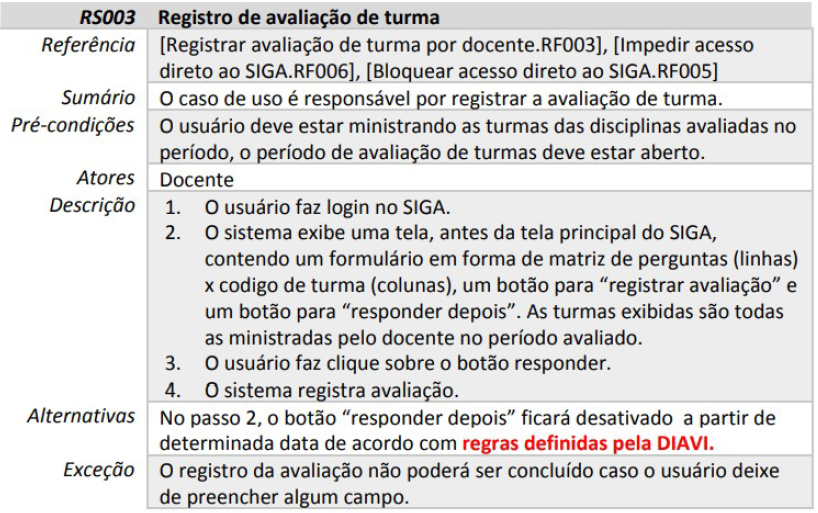 RS003 Registro de avaliação de turma
Referência [Registrar avaliação de turma por docente.RF003], [Impedir acesso
direto ao SIGA.RF006], [Bloquear acesso direto ao SIGA.RF005]
Sumário O caso de uso é responsável por registrar a avaliação de turma.
Pré-condições O usuário deve estar ministrando as turmas das disciplinas avaliadas no
período, o período de avaliação de turmas deve estar aberto.
Atores Docente
Descrição 1. O usuário faz login no SIGA.
2. O sistema exibe uma tela, antes da tela principal do SIGA,
contendo um formulário em forma de matriz de perguntas (linhas)
x codigo de turma (colunas), um botão para “registrar avaliação” e
um botão para “responder depois”. As turmas exibidas são todas
as ministradas pelo docente no período avaliado.
3. O usuário faz clique sobre o botão responder.
4. O sistema registra avaliação.
Alternativas No passo 2, o botão “responder depois” ficará desativado a partir de
determinada data de acordo com regras definidas pela DIAVI.
Exceção O registro da avaliação não poderá ser concluído caso o usuário deixe
de preencher algum campo.